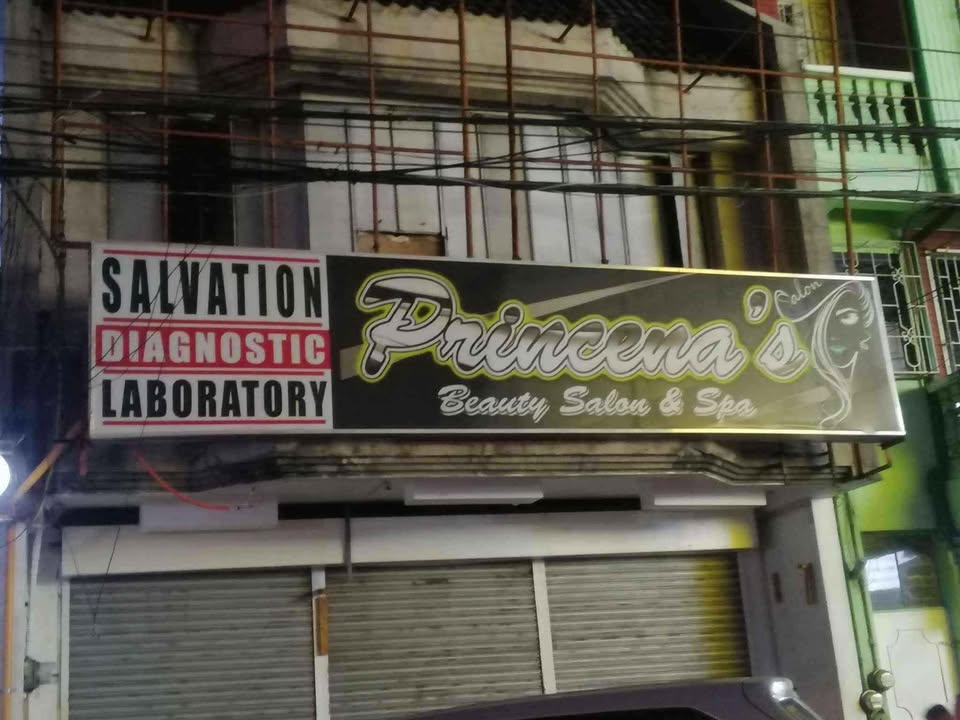 SALVATION
DIAGNOSTIC
LABORATORY
Princena's
Salon
Beauty Salon & Spa